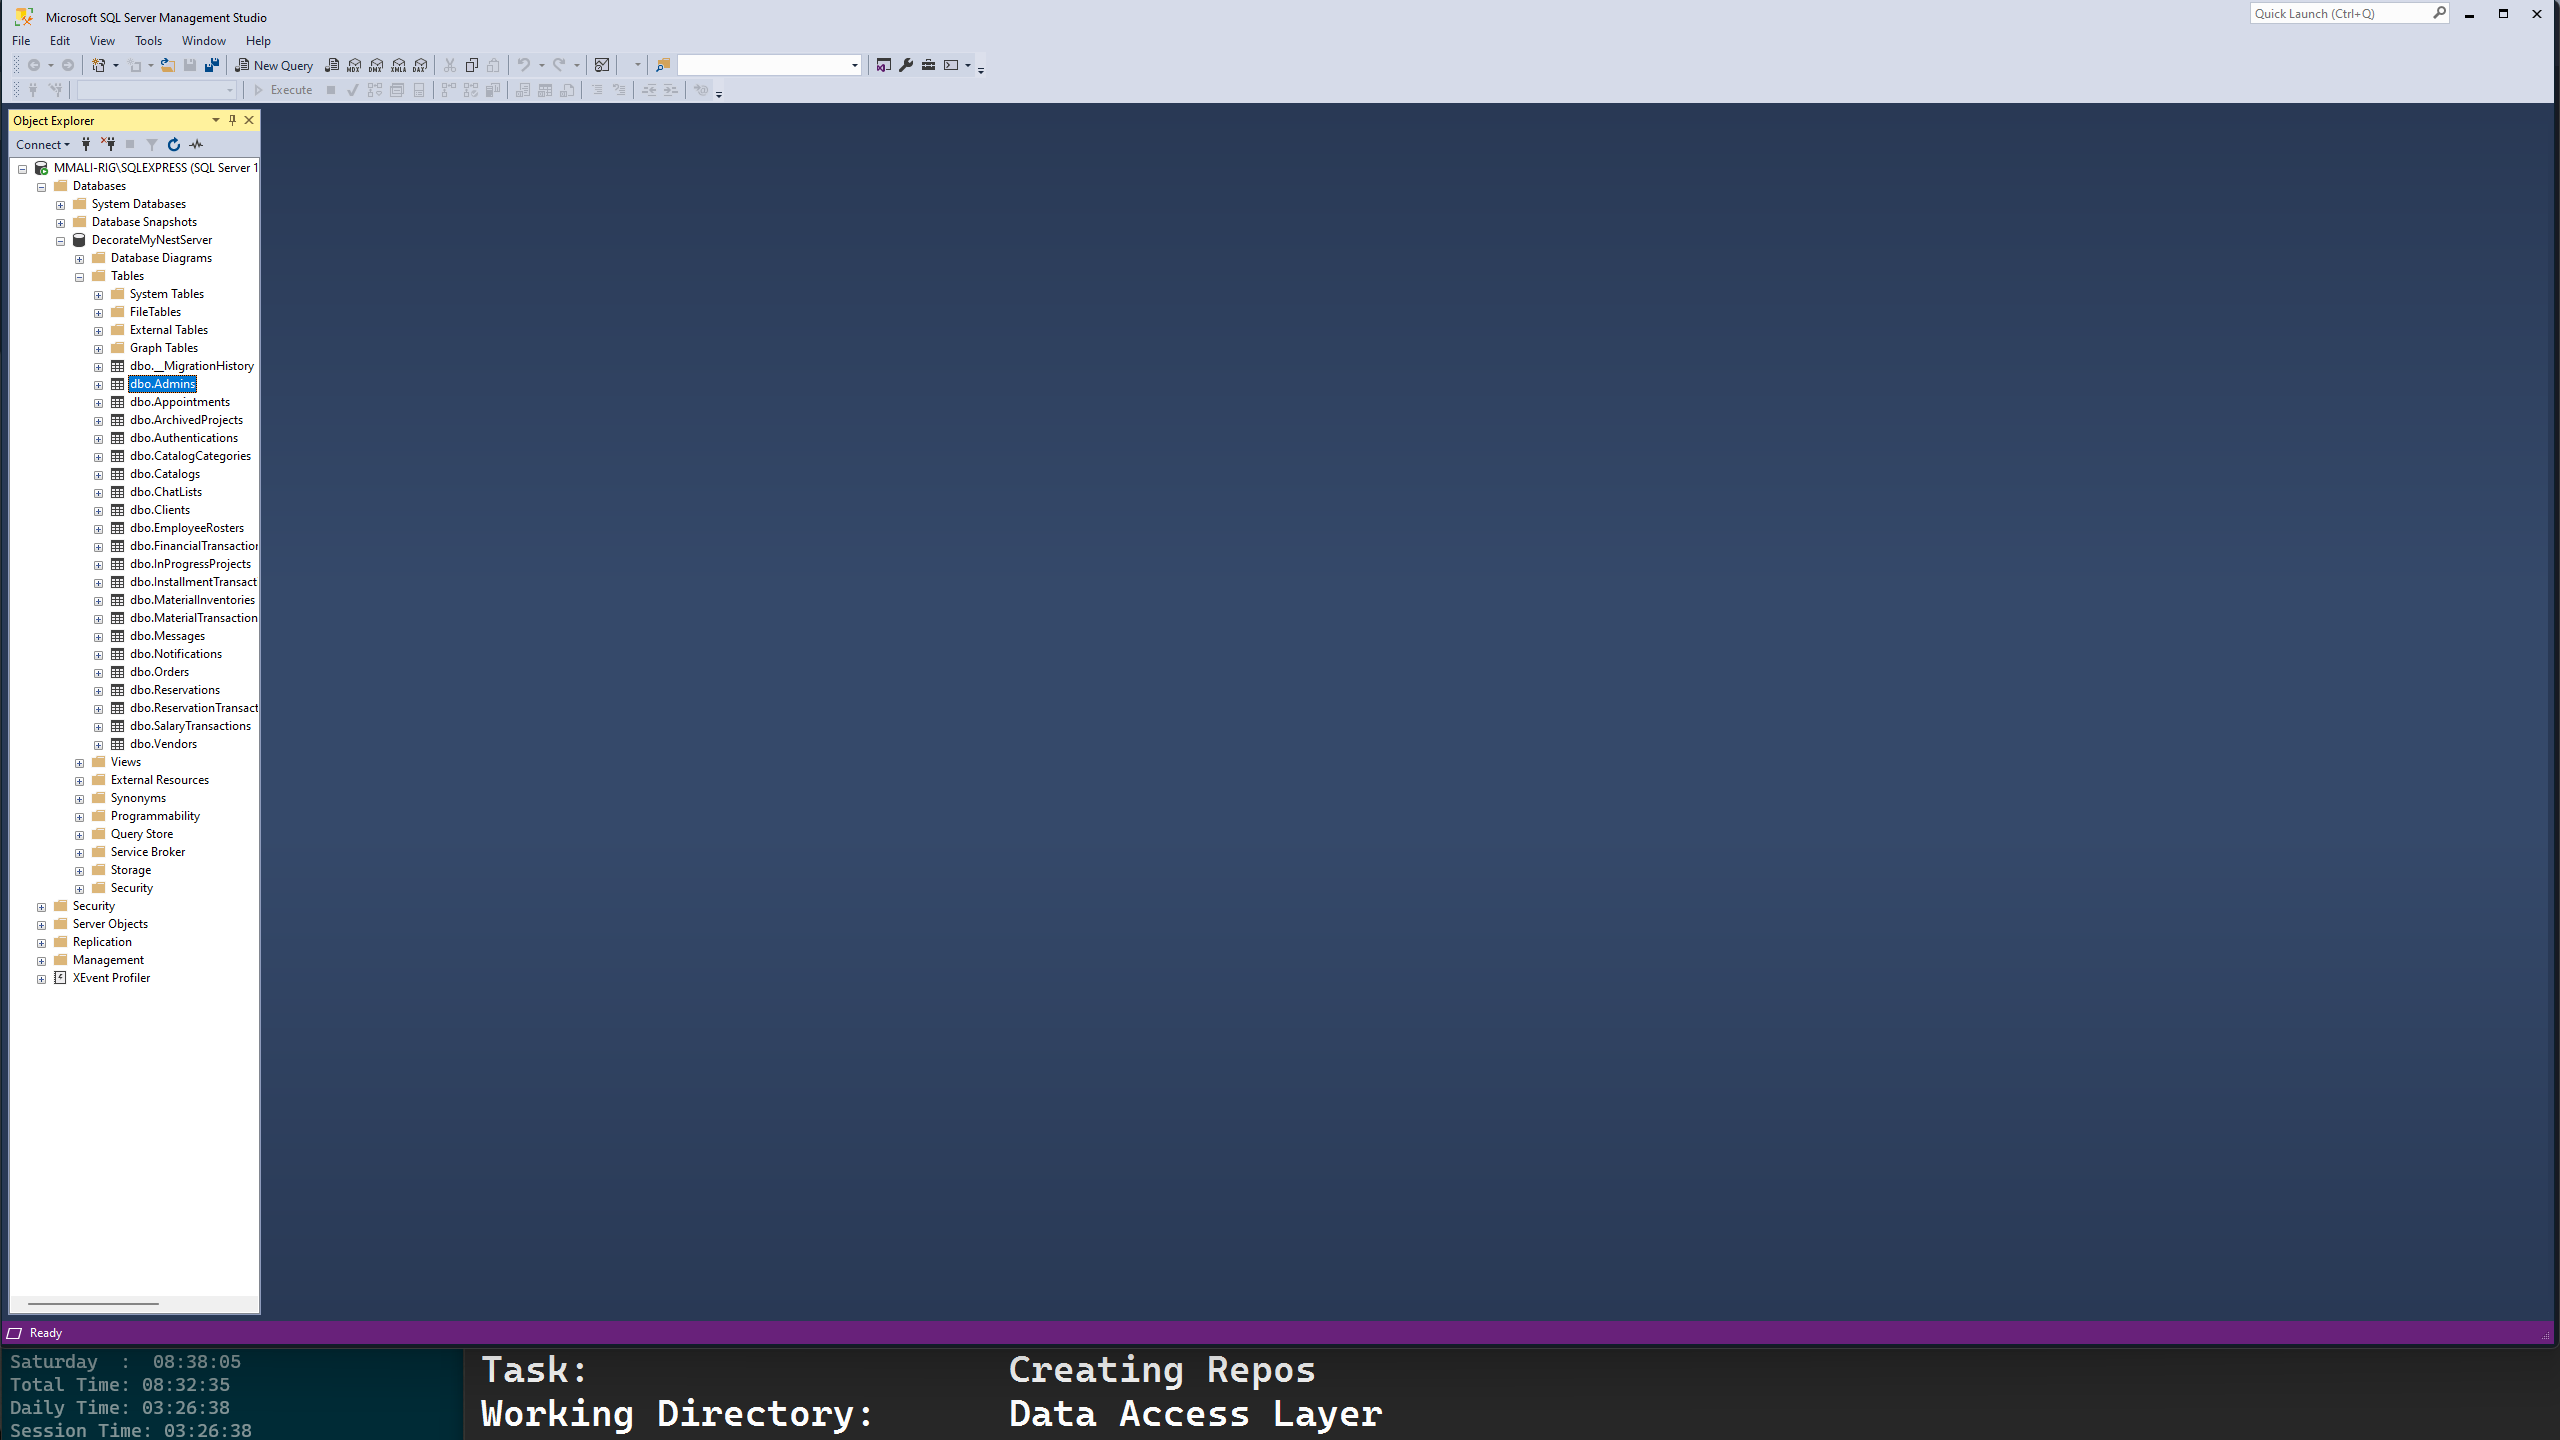 Microsoft SQL Server Management Studio
Quick Launch (Ctrl+Q)
File Edit View Tools Window Help
New Query MDX DMX XMLA DAX
Execute
Object Explorer
Connect
MMALI-RIG\SQLEXPRESS (SQL Server 1
Databases
System Databases
Database Snapshots
DecorateMyNestServer
Database Diagrams
Tables
System Tables
FileTables
External Tables
Graph Tables
dbo.__MigrationHistory
dbo.Admins
dbo.Appointments
dbo.ArchivedProjects
dbo.Authentications
dbo.CatalogCategories
dbo.Catalogs
dbo.ChatLists
dbo.Clients
dbo.EmployeeRosters
dbo.FinancialTransaction
dbo.InProgressProjects
dbo.InstallmentTransact
dbo.MaterialInventories
dbo.MaterialTransaction
dbo.Messages
dbo.Notifications
dbo.Orders
dbo.Reservations
dbo.ReservationTransact
dbo.SalaryTransactions
dbo.Vendors
Views
External Resources
Synonyms
Programmability
Query Store
Service Broker
Storage
Security
Security
Server Objects
Replication
Management
XEvent Profiler
Ready
Saturday : 08:38:05
Total Time: 08:32:35
Daily Time: 03:26:38
Session Time: 03:26:38
Task: Creating Repos
Working Directory: Data Access Layer